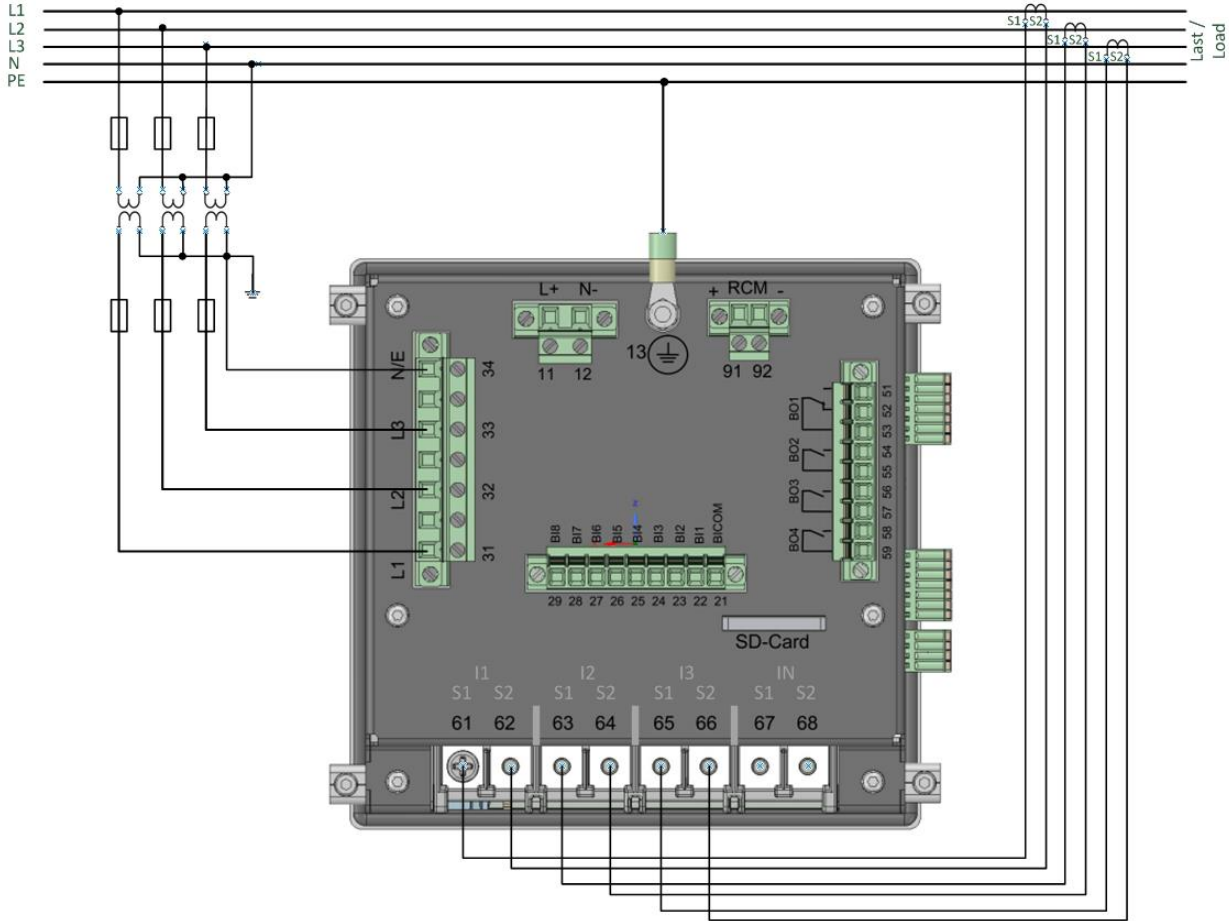 L1
L2
L3
N
PE
S1 S2
S1 S2
S1 S2
Last /
Load
L+ N-
11 12
13
+ RCM -
91 92
N/E
L3
L2
L1
34
33
32
31
BO1
BO2
BO3
BO4
51
52
53
54
55
56
57
58
59
BI8
BI7
BI6
BI5
BI4
BI3
BI2
BI1
BICOM
29 28 27 26 25 24 23 22 21
SD-Card
I1 I2 I3 IN
S1 S2 S1 S2 S1 S2 S1 S2
61 62 63 64 65 66 67 68